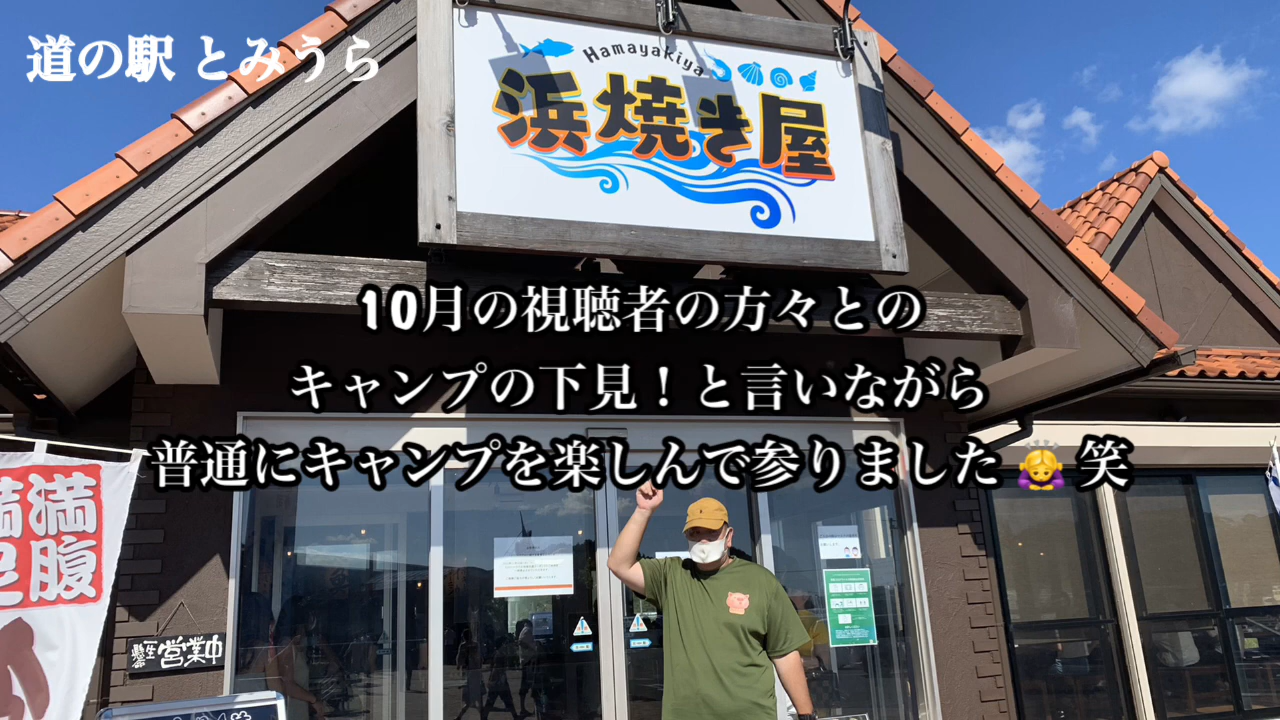 道の駅 とみうら
Hamayakiya
浜焼き屋
10月の視聴者の方々との
キャンプの下見！と言いながら
普通にキャンプを楽しんで参りました🙇‍♀️笑
満腹
営業中